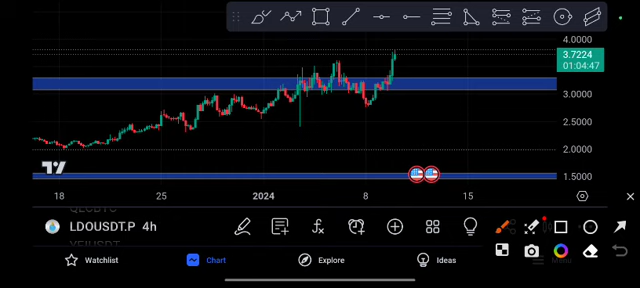 4.0000
3.7224
01:04:47
3.0000
2.5000
2.0000
1.5000
18
25
2024
8
15
LDOUSDT.P 4h
Watchlist
Chart
Explore
Ideas